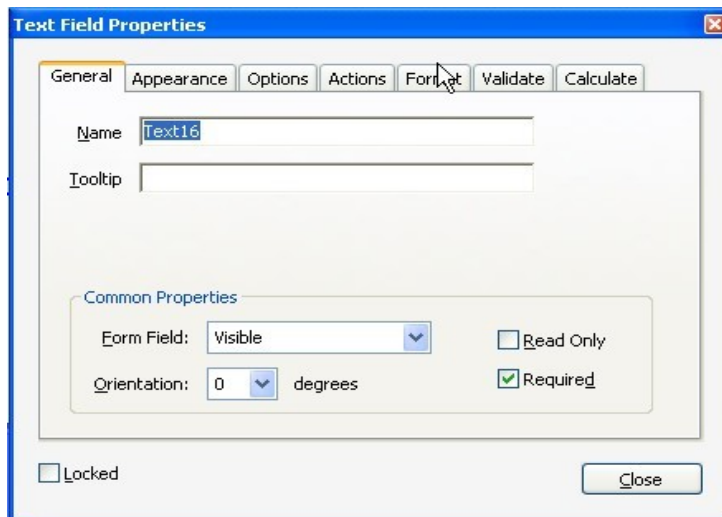 Text Field Properties
General Appearance Options Actions Format Validate Calculate
Name Text16
Tooltip
Common Properties
Form Field: Visible Read Only
Orientation: 0 degrees Required
Locked Close